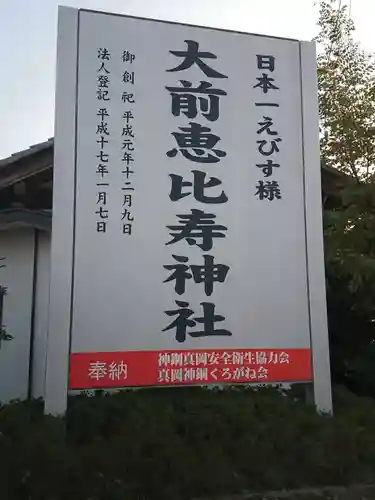 日本一えびす様
大前恵比寿神社
御創祀 平成元年十二月九日
法人登記 平成十七年一月七日
奉納
神鋼真岡安全衛生協力会
真岡神鋼くろがね会